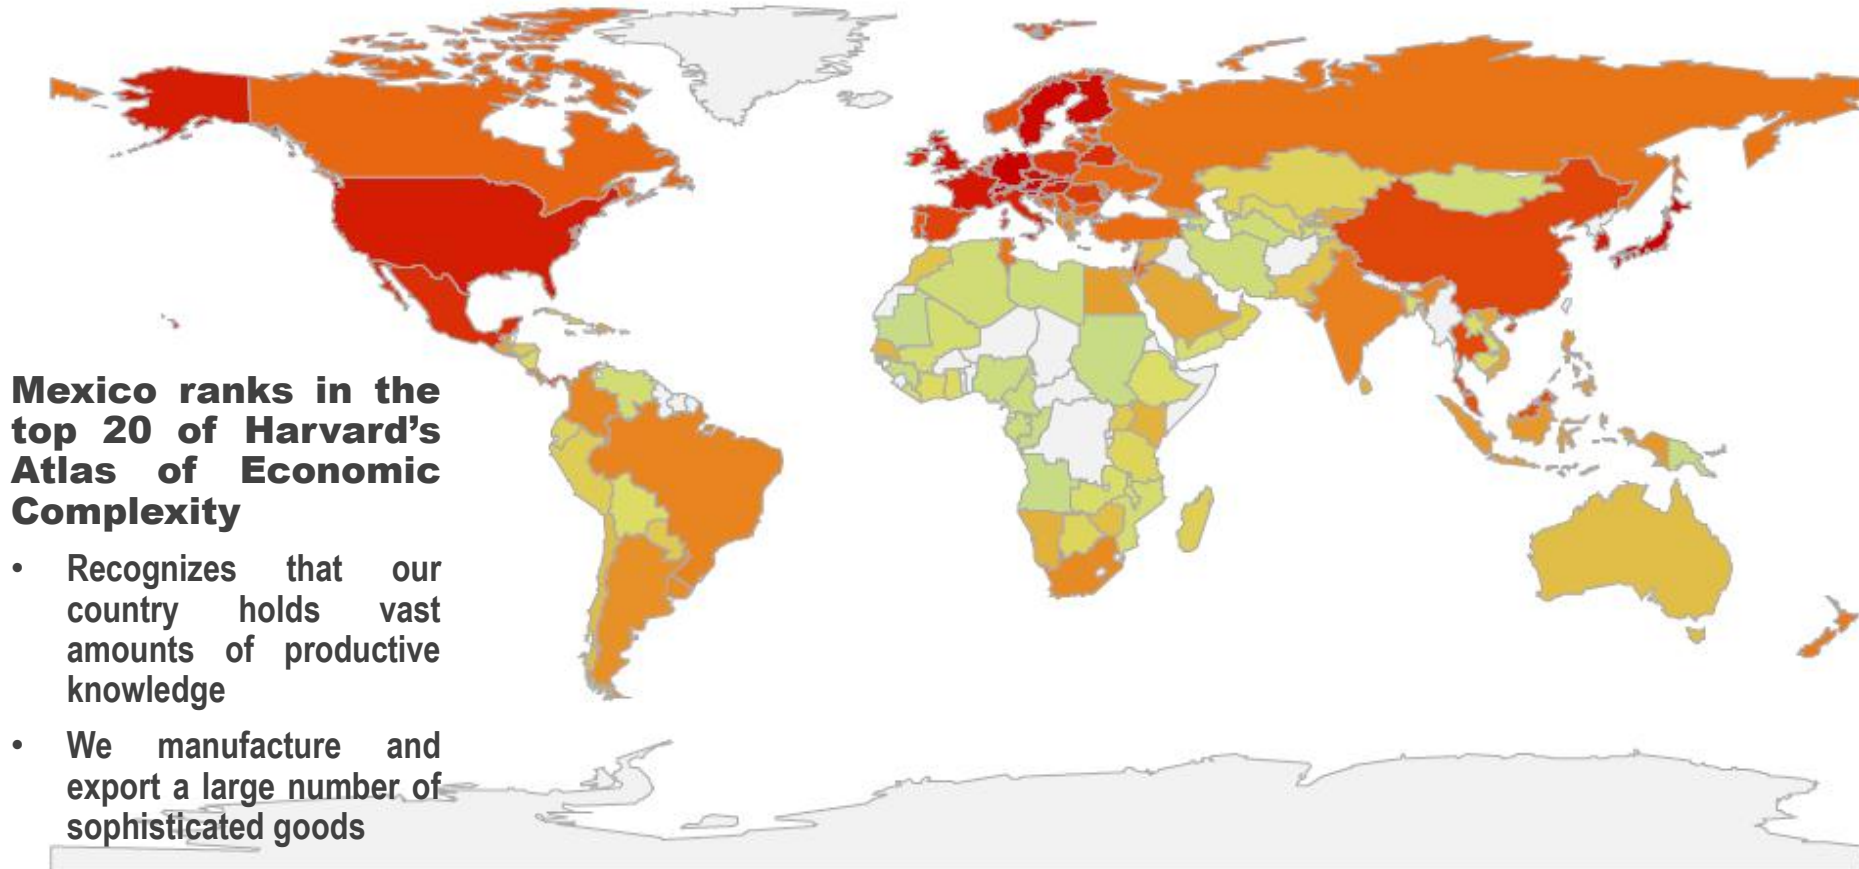 Mexico ranks in the
top 20 of Harvard’s
Atlas of Economic
Complexity
• Recognizes that our
country holds vast
amounts of productive
knowledge
• We manufacture and
export a large number of
sophisticated goods